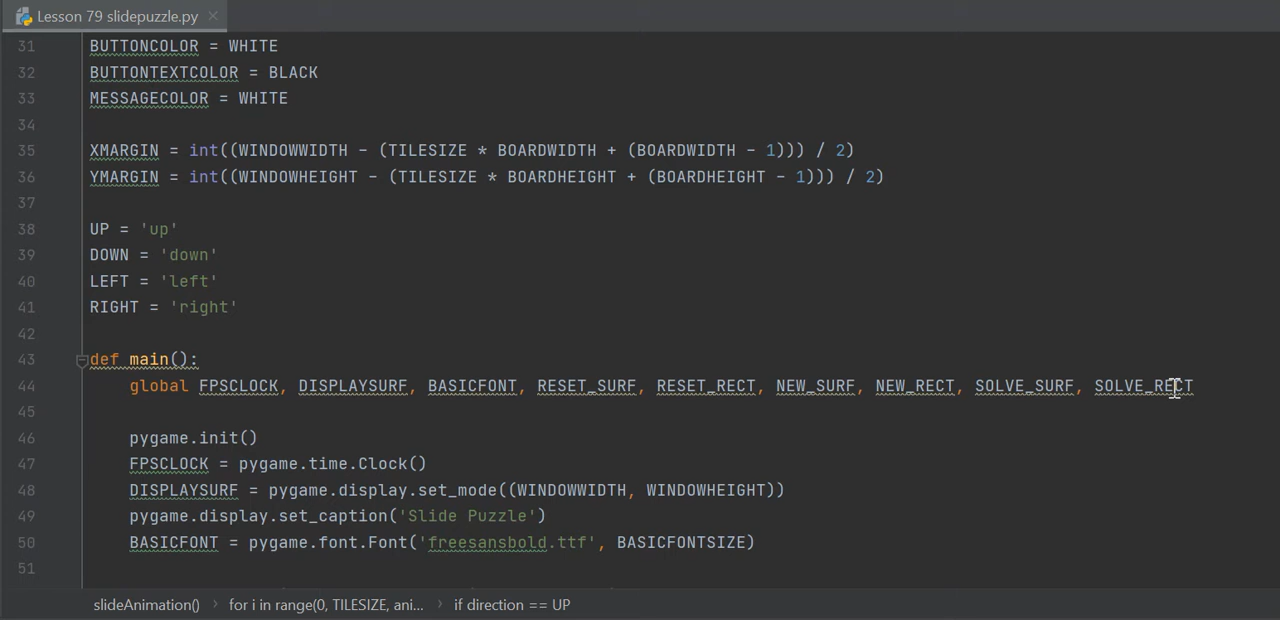 Lesson 79 slidepuzzle.py ×
31 BUTTONCOLOR = WHITE
32 BUTTONTEXTCOLOR = BLACK
33 MESSAGECOLOR = WHITE
34
35 XMARGIN = int((WINDOWWIDTH - (TILESIZE * BOARDWIDTH + (BOARDWIDTH - 1))) / 2)
36 YMARGIN = int((WINDOWHEIGHT - (TILESIZE * BOARDHEIGHT + (BOARDHEIGHT - 1))) / 2)
37
38 UP = 'up'
39 DOWN = 'down'
40 LEFT = 'left'
41 RIGHT = 'right'
42
43 def main():
44 global FPSCLOCK, DISPLAYSURF, BASICFONT, RESET_SURF, RESET_RECT, NEW_SURF, NEW_RECT, SOLVE_SURF, SOLVE_RECT
45
46 pygame.init()
47 FPSCLOCK = pygame.time.Clock()
48 DISPLAYSURF = pygame.display.set_mode((WINDOWWIDTH, WINDOWHEIGHT))
49 pygame.display.set_caption('Slide Puzzle')
50 BASICFONT = pygame.font.Font('freesansbold.ttf', BASICFONTSIZE)
51
slideAnimation() › for i in range(0, TILESIZE, ani... › if direction == UP